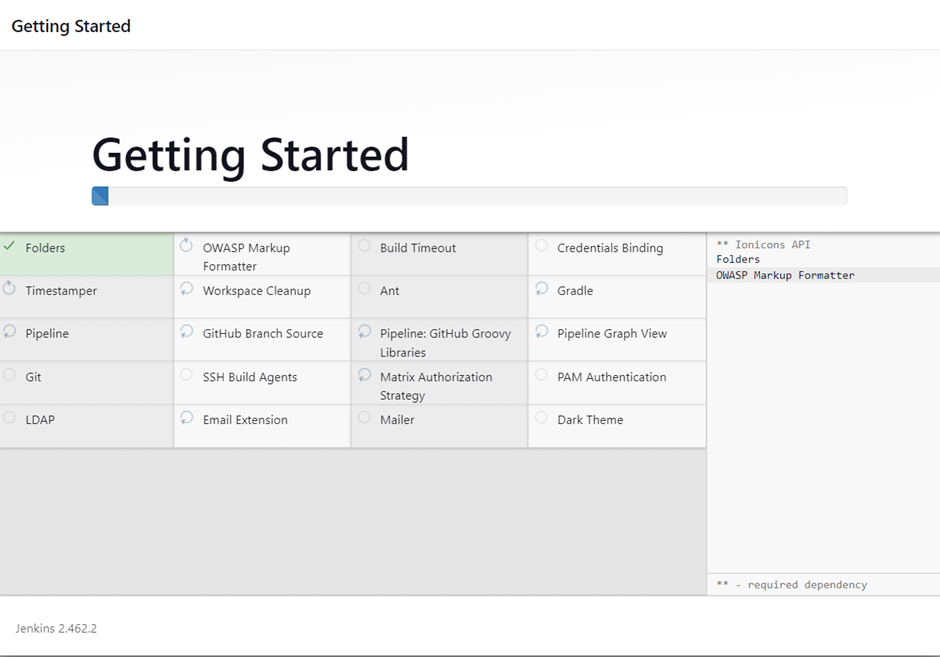 Getting Started
Getting Started
Folders
OWASP Markup
Formatter
Build Timeout
Credentials Binding
Timestamper
Workspace Cleanup
Ant
Gradle
Pipeline
GitHub Branch Source
Pipeline: GitHub Groovy
Libraries
Pipeline Graph View
Git
SSH Build Agents
Matrix Authorization
Strategy
PAM Authentication
LDAP
Email Extension
Mailer
Dark Theme
** Ionicons API
Folders
OWASP Markup Formatter
** - required dependency
Jenkins 2.462.2